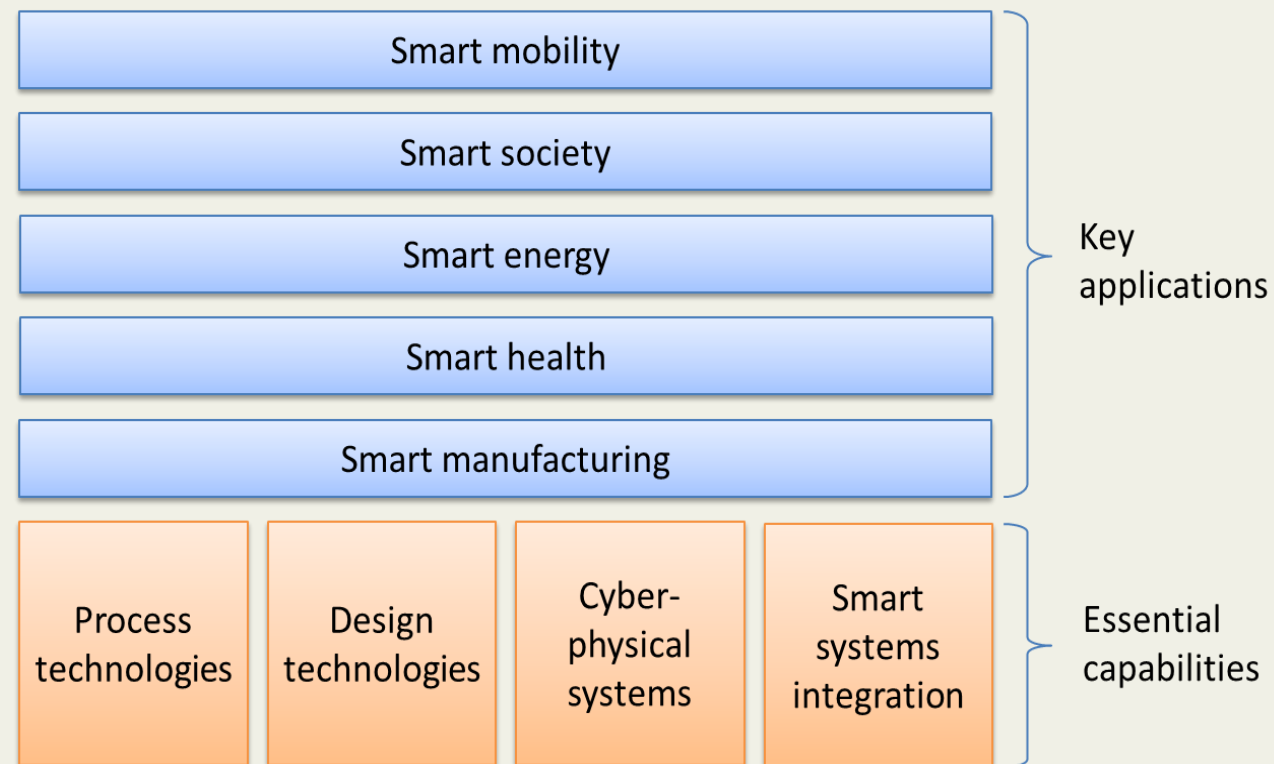 Smart mobility
Smart society
Smart energy
Smart health
Smart manufacturing
Key
applications
Process
technologies
Design
technologies
Cyber-
physical
systems
Smart
systems
integration
Essential
capabilities